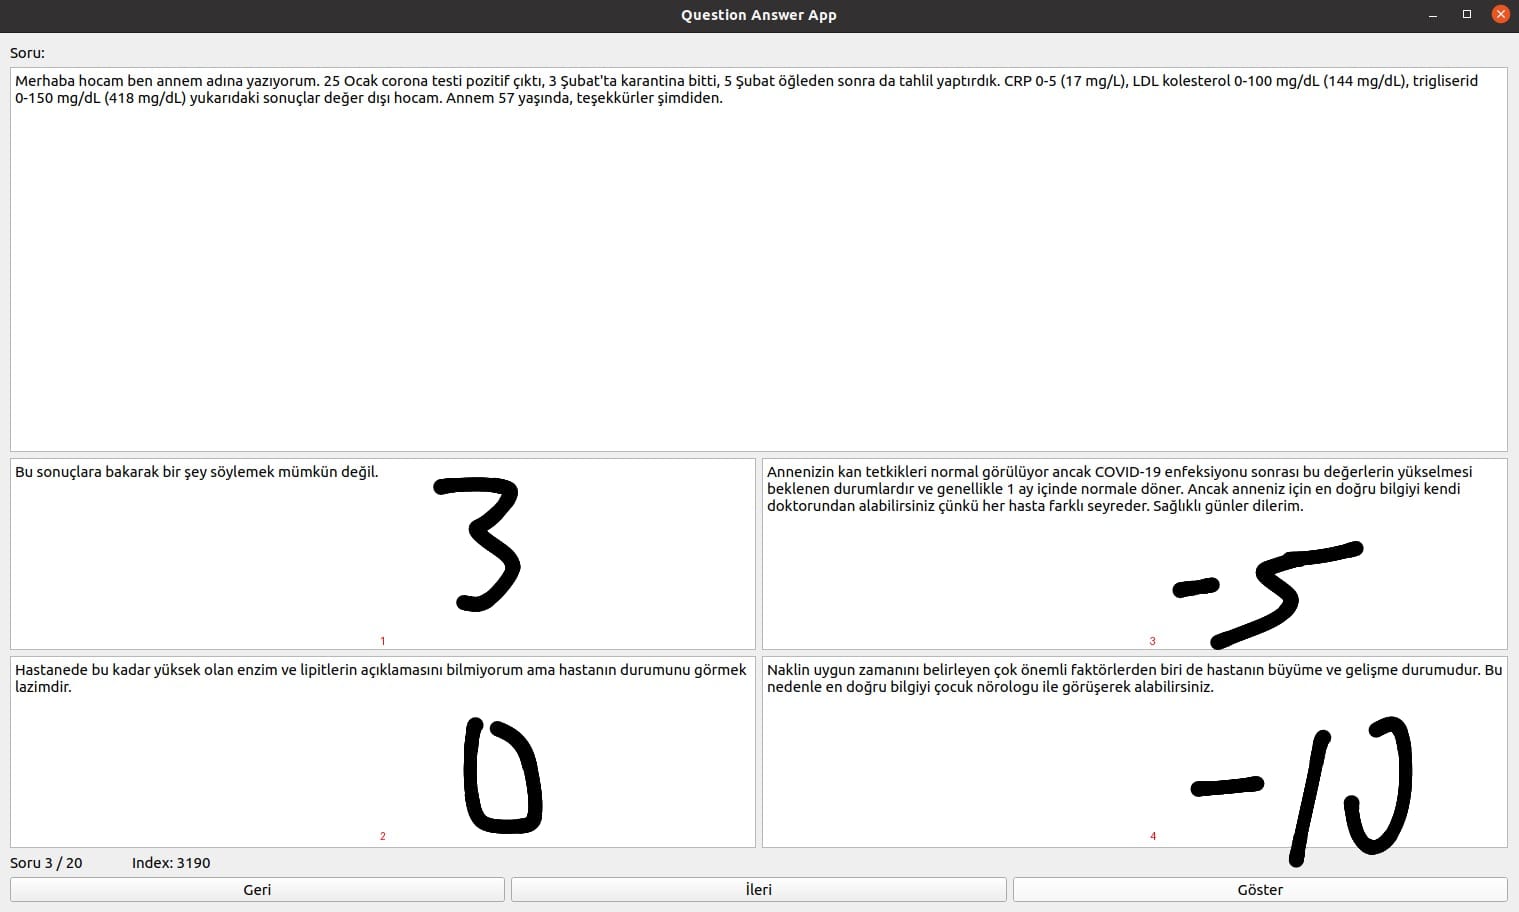 Question Answer App
Soru:
Merhaba hocam ben annem adına yazıyorum. 25 Ocak corona testi pozitif çıktı, 3 Şubat'ta karantina bitti, 5 Şubat öğleden sonra da tahlil yaptırdık. CRP 0-5 (17 mg/L), LDL kolesterol 0-100 mg/dL (144 mg/dL), trigliserid
0-150 mg/dL (418 mg/dL) yukarıdaki sonuçlar değer dışı hocam. Annem 57 yaşında, teşekkürler şimdiden.
Bu sonuçlara bakarak bir şey söylemek mümkün değil.
3
1
Annenizin kan tetkikleri normal görülüyor ancak COVID-19 enfeksiyonu sonrası bu değerlerin yükselmesi
beklenen durumlardır ve genellikle 1 ay içinde normale döner. Ancak anneniz için en doğru bilgiyi kendi
doktorundan alabilirsiniz çünkü her hasta farklı seyreder. Sağlıklı günler dilerim.
-5
3
Hastanede bu kadar yüksek olan enzim ve lipitlerin açıklamasını bilmiyorum ama hastanın durumunu görmek
lazimdir.
0
2
Naklin uygun zamanını belirleyen çok önemli faktörlerden biri de hastanın büyüme ve gelişme durumudur. Bu
nedenle en doğru bilgiyi çocuk nörologu ile görüşerek alabilirsiniz.
-10
4
Soru 3 / 20 Index: 3190
Geri İleri Göster